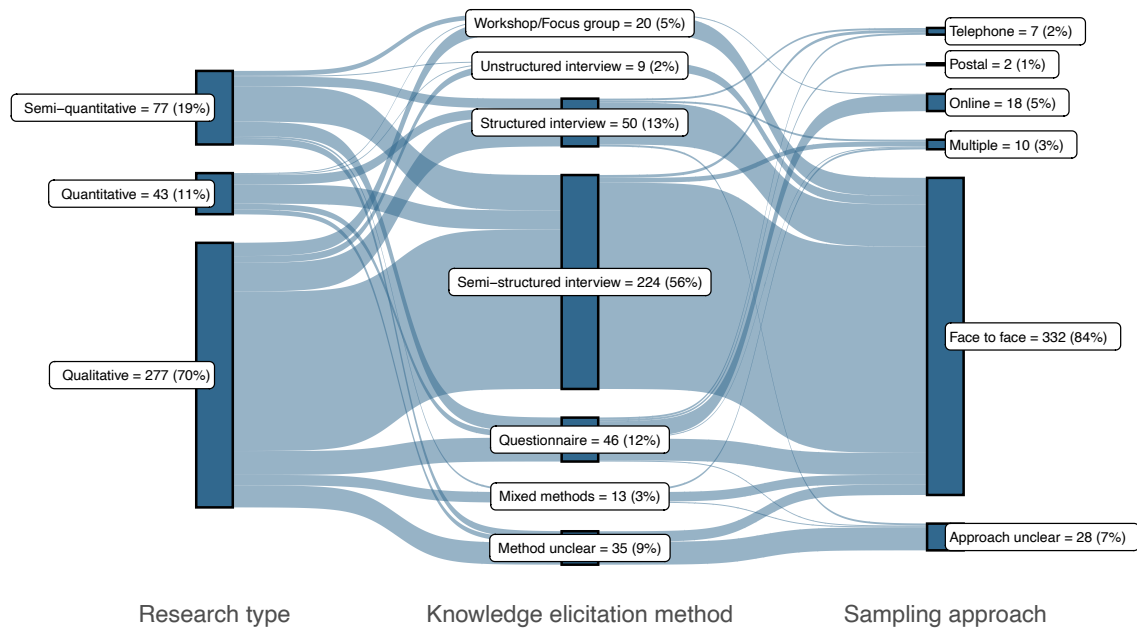 Semi−quantitative = 77 (19%)
Quantitative = 43 (11%)
Qualitative = 277 (70%)
Workshop/Focus group = 20 (5%)
Unstructured interview = 9 (2%)
Structured interview = 50 (13%)
Semi−structured interview = 224 (56%)
Questionnaire = 46 (12%)
Mixed methods = 13 (3%)
Method unclear = 35 (9%)
Telephone = 7 (2%)
Postal = 2 (1%)
Online = 18 (5%)
Multiple = 10 (3%)
Face to face = 332 (84%)
Approach unclear = 28 (7%)
Research type
Knowledge elicitation method
Sampling approach